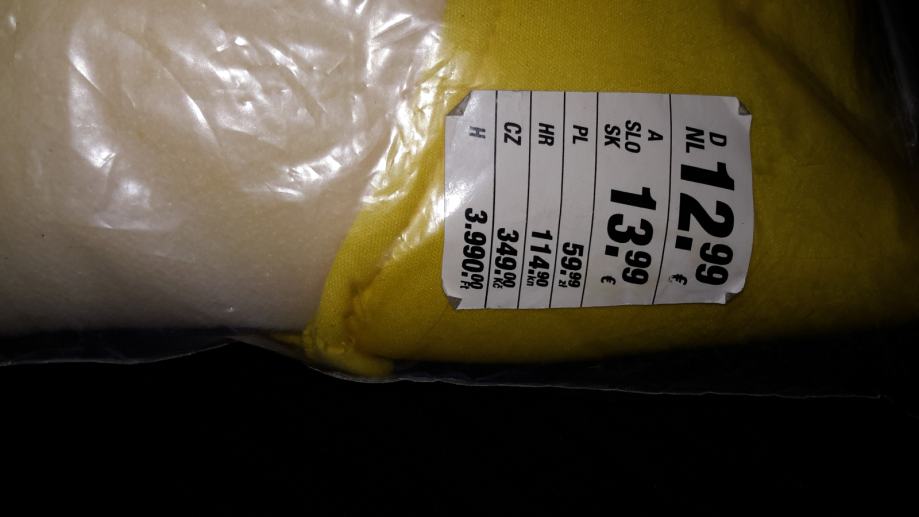 D
NL 12.99 €
A
SLO
SK 13.99 €
PL 59.99 zł
HR 114.90 kn
CZ 349.00 Kč
H 3.990.00 Ft